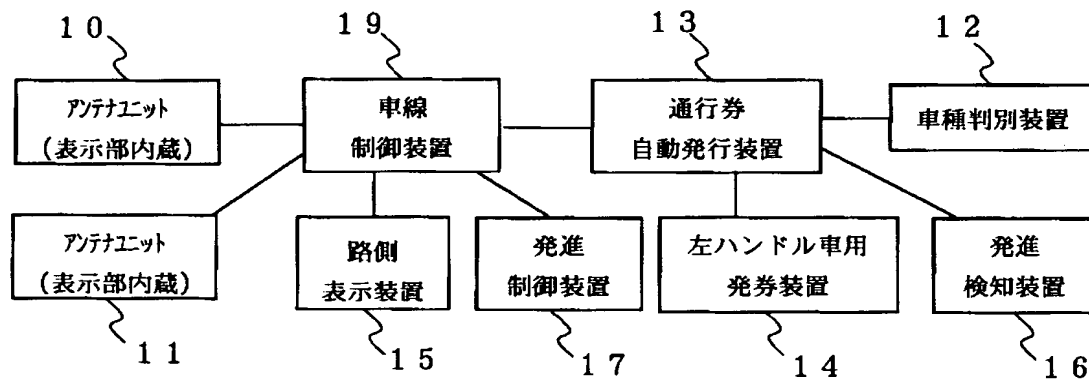 10
19
13
12
アンテナユニット
(表示部内蔵)
車線
制御装置
通行券
自動発行装置
車種判別装置
アンテナユニット
(表示部内蔵)
路側
表示装置
発進
制御装置
左ハンドル車用
発券装置
発進
検知装置
11
15
17
14
16